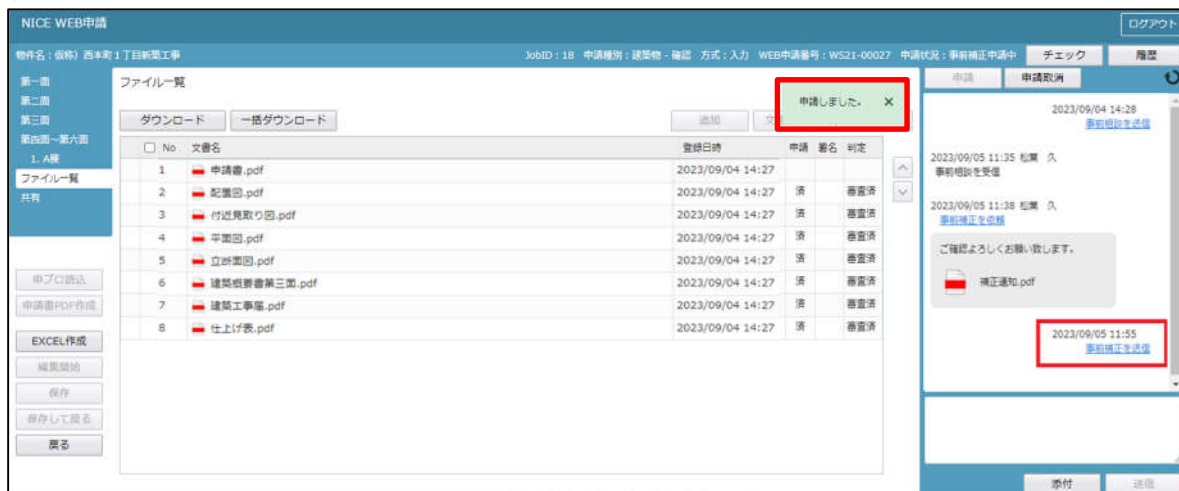 NICE WEB申請
ログアウト
物件名：仮称）西本町１丁目新築工事
JobID：18 申請種別：建築物 - 確認 方式：入力 WEB申請番号：WS21-00027 申請状況：事前補正申請中
チェック
履歴
第一面
第二面
第三面
第四面～第六面
1. A棟
ファイル一覧
共有
申プロ読込
申請書PDF作成
EXCEL作成
編集開始
保存
保存して戻る
戻る
ファイル一覧
申請しました。 ×
ダウンロード
一括ダウンロード
追加
文
No 文書名 登録日時 申請 署名 判定
1 申請書.pdf 2023/09/04 14:27
2 配置図.pdf 2023/09/04 14:27 済 審査済
3 付近見取り図.pdf 2023/09/04 14:27 済 審査済
4 平面図.pdf 2023/09/04 14:27 済 審査済
5 立断面図.pdf 2023/09/04 14:27 済 審査済
6 建築概要書第三面.pdf 2023/09/04 14:27 済 審査済
7 建築工事届.pdf 2023/09/04 14:27 済 審査済
8 仕上げ表.pdf 2023/09/04 14:27 済 審査済
申請
申請取消
2023/09/04 14:28
事前相談を送信
2023/09/05 11:35 松葉 久
事前相談を受信
2023/09/05 11:38 松葉 久
事前補正を依頼
ご確認よろしくお願い致します。
補正通知.pdf
2023/09/05 11:55
事前補正を送信
添付
送信